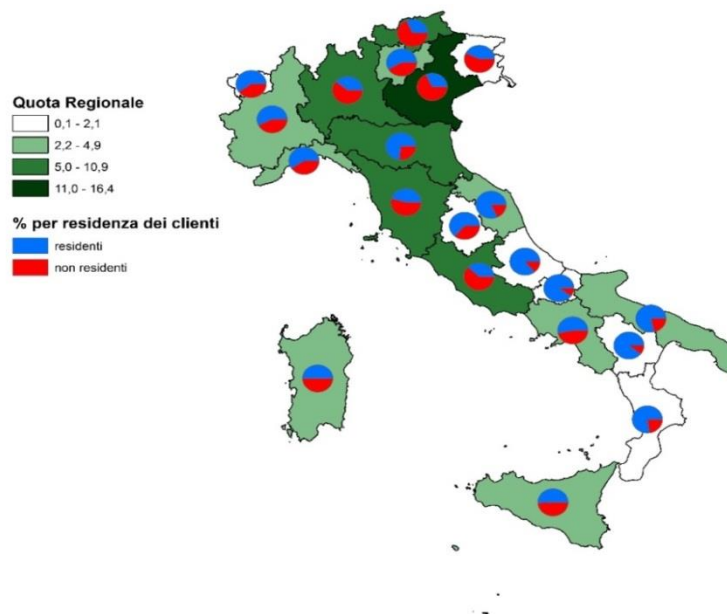 Quota Regionale
0,1 - 2,1
2,2 - 4,9
5,0 - 10,9
11,0 - 16,4
% per residenza dei clienti
residenti
non residenti